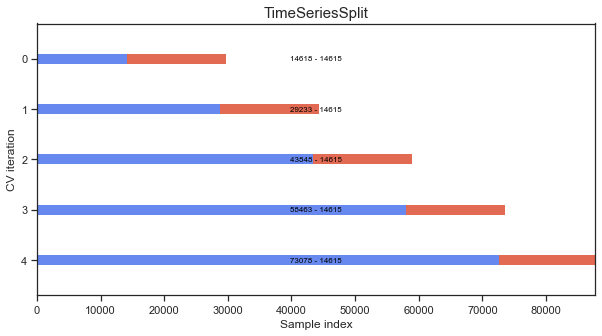 TimeSeriesSplit
0
14618 - 14615
1
29233 - 14615
CV iteration
2
43848 - 14615
3
58463 - 14615
4
73078 - 14615
0 10000 20000 30000 40000 50000 60000 70000 80000
Sample index